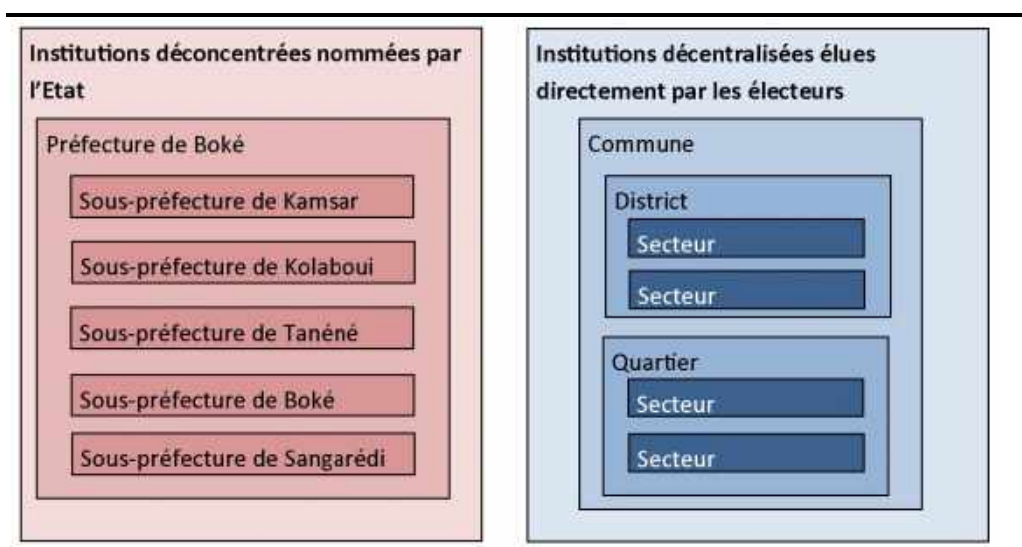 Institutions déconcentrées nommées par
l'Etat
Préfecture de Boké
Sous-préfecture de Kamsar
Sous-préfecture de Kolaboui
Sous-préfecture de Tanéné
Sous-préfecture de Boké
Sous-préfecture de Sangarédi
Institutions décentralisées élues
directement par les électeurs
Commune
District
Secteur
Secteur
Quartier
Secteur
Secteur